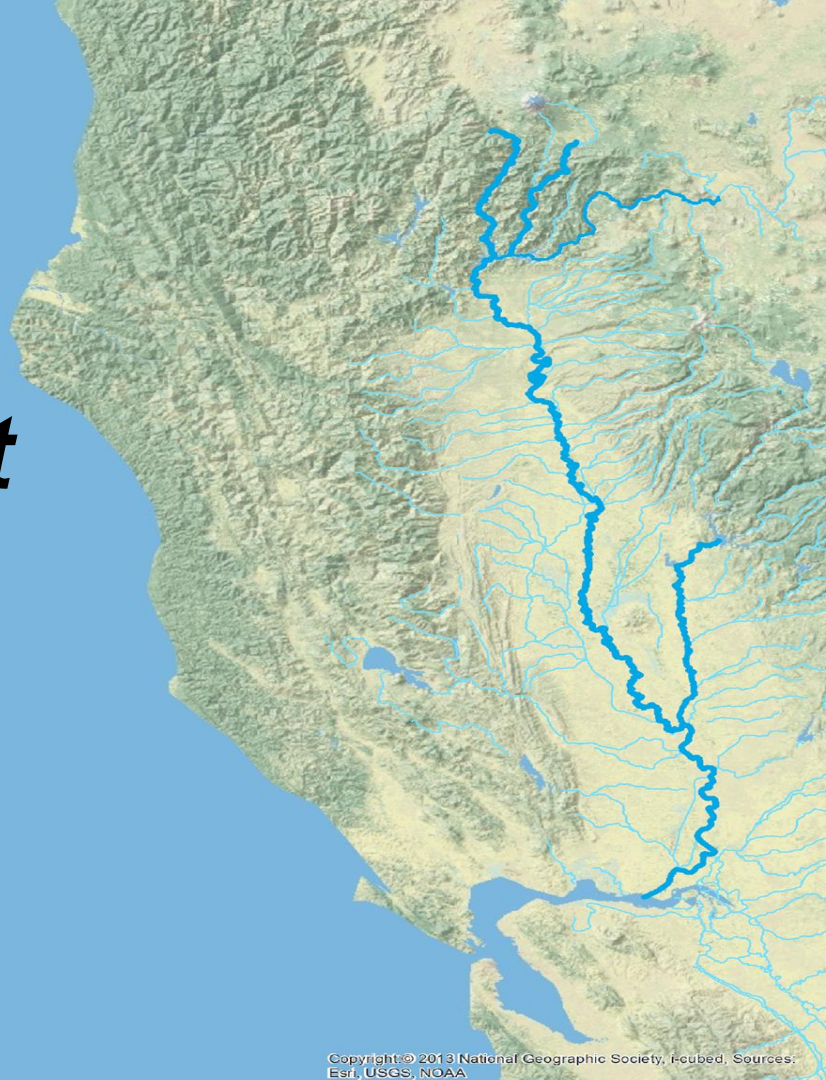 t
Copyright:© 2013 National Geographic Society, i-cubed, Sources:
Esri, USGS, NOAA